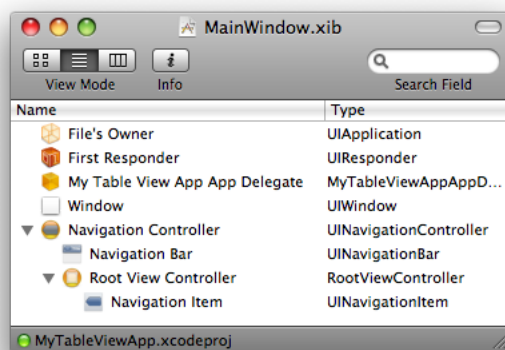 MainWindow.xib
View Mode Info Search Field
Name Type
File's Owner UIApplication
First Responder UIResponder
My Table View App App Delegate MyTableViewAppAppD...
Window UIWindow
Navigation Controller UINavigationController
Navigation Bar UINavigationBar
Root View Controller RootViewController
Navigation Item UINavigationItem
MyTableViewApp.xcodeproj